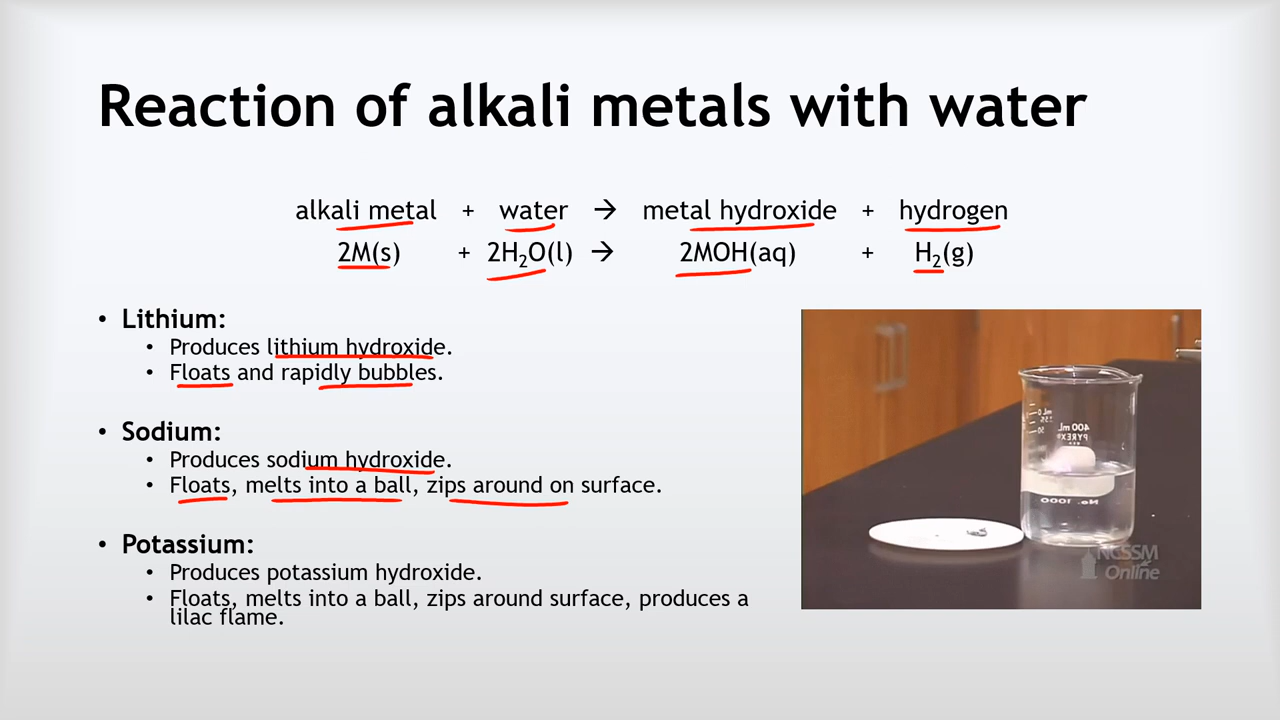 Reaction of alkali metals with water
alkali metal + water → metal hydroxide + hydrogen
2M(s) + 2H₂O(l) → 2MOH(aq) + H₂(g)
• Lithium:
• Produces lithium hydroxide.
• Floats and rapidly bubbles.
• Sodium:
• Produces sodium hydroxide.
• Floats, melts into a ball, zips around on surface.
• Potassium:
• Produces potassium hydroxide.
• Floats, melts into a ball, zips around surface, produces a
lilac flame.
400 mL
PYREX
No. 1000
NCSSM
Online